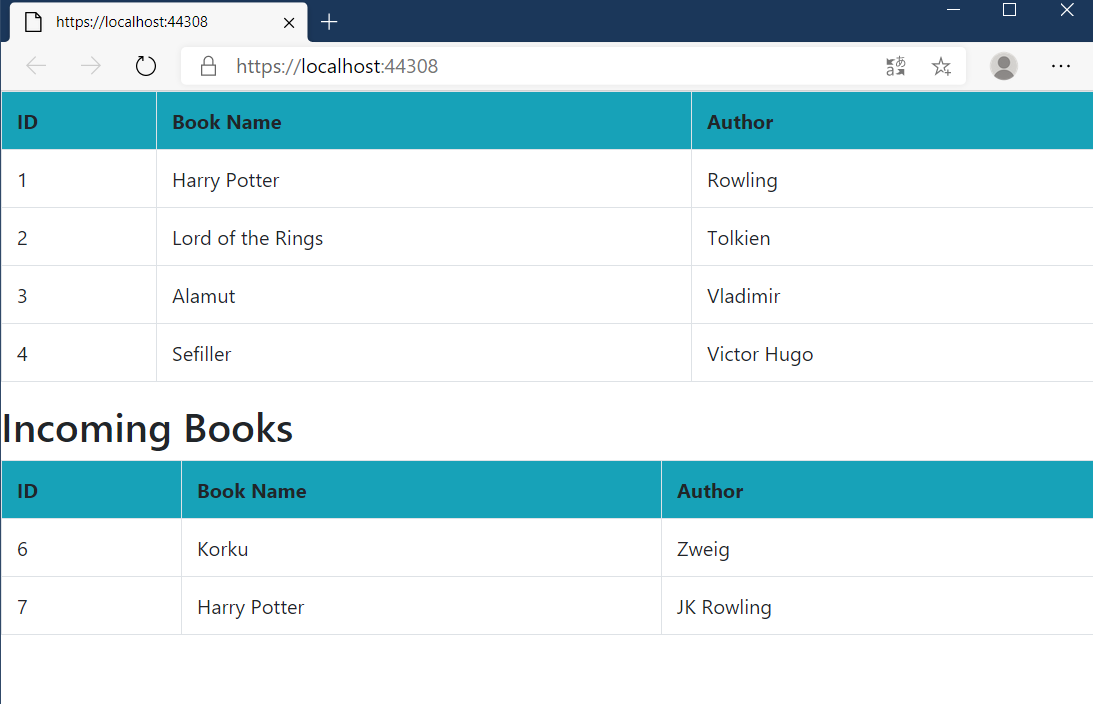 https://localhost:44308
https://localhost:44308
ID Book Name Author
1 Harry Potter Rowling
2 Lord of the Rings Tolkien
3 Alamut Vladimir
4 Sefiller Victor Hugo
Incoming Books
ID Book Name Author
6 Korku Zweig
7 Harry Potter JK Rowling